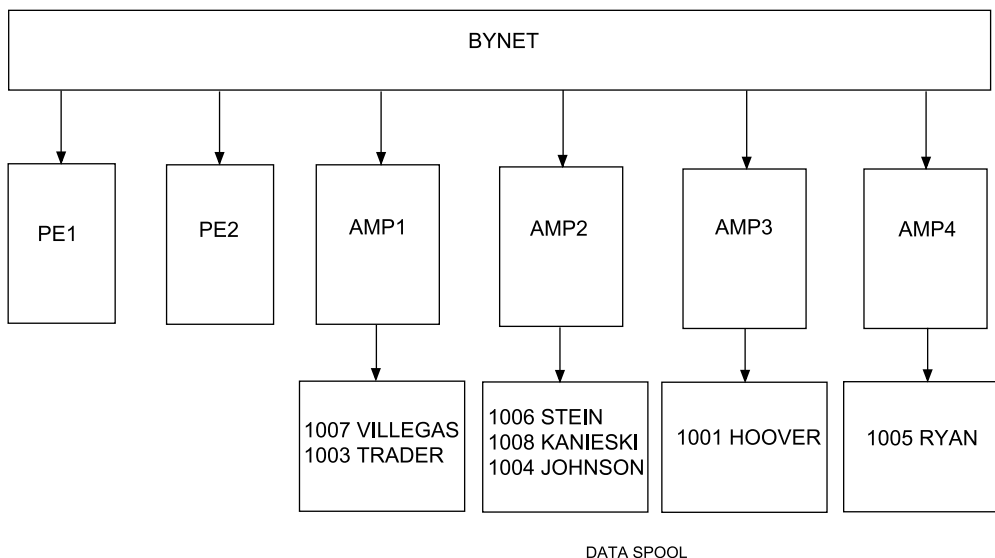 BYNET
PE1
PE2
AMP1
AMP2
AMP3
AMP4
1007 VILLEGAS
1003 TRADER
1006 STEIN
1008 KANIESKI
1004 JOHNSON
1001 HOOVER
1005 RYAN
DATA SPOOL